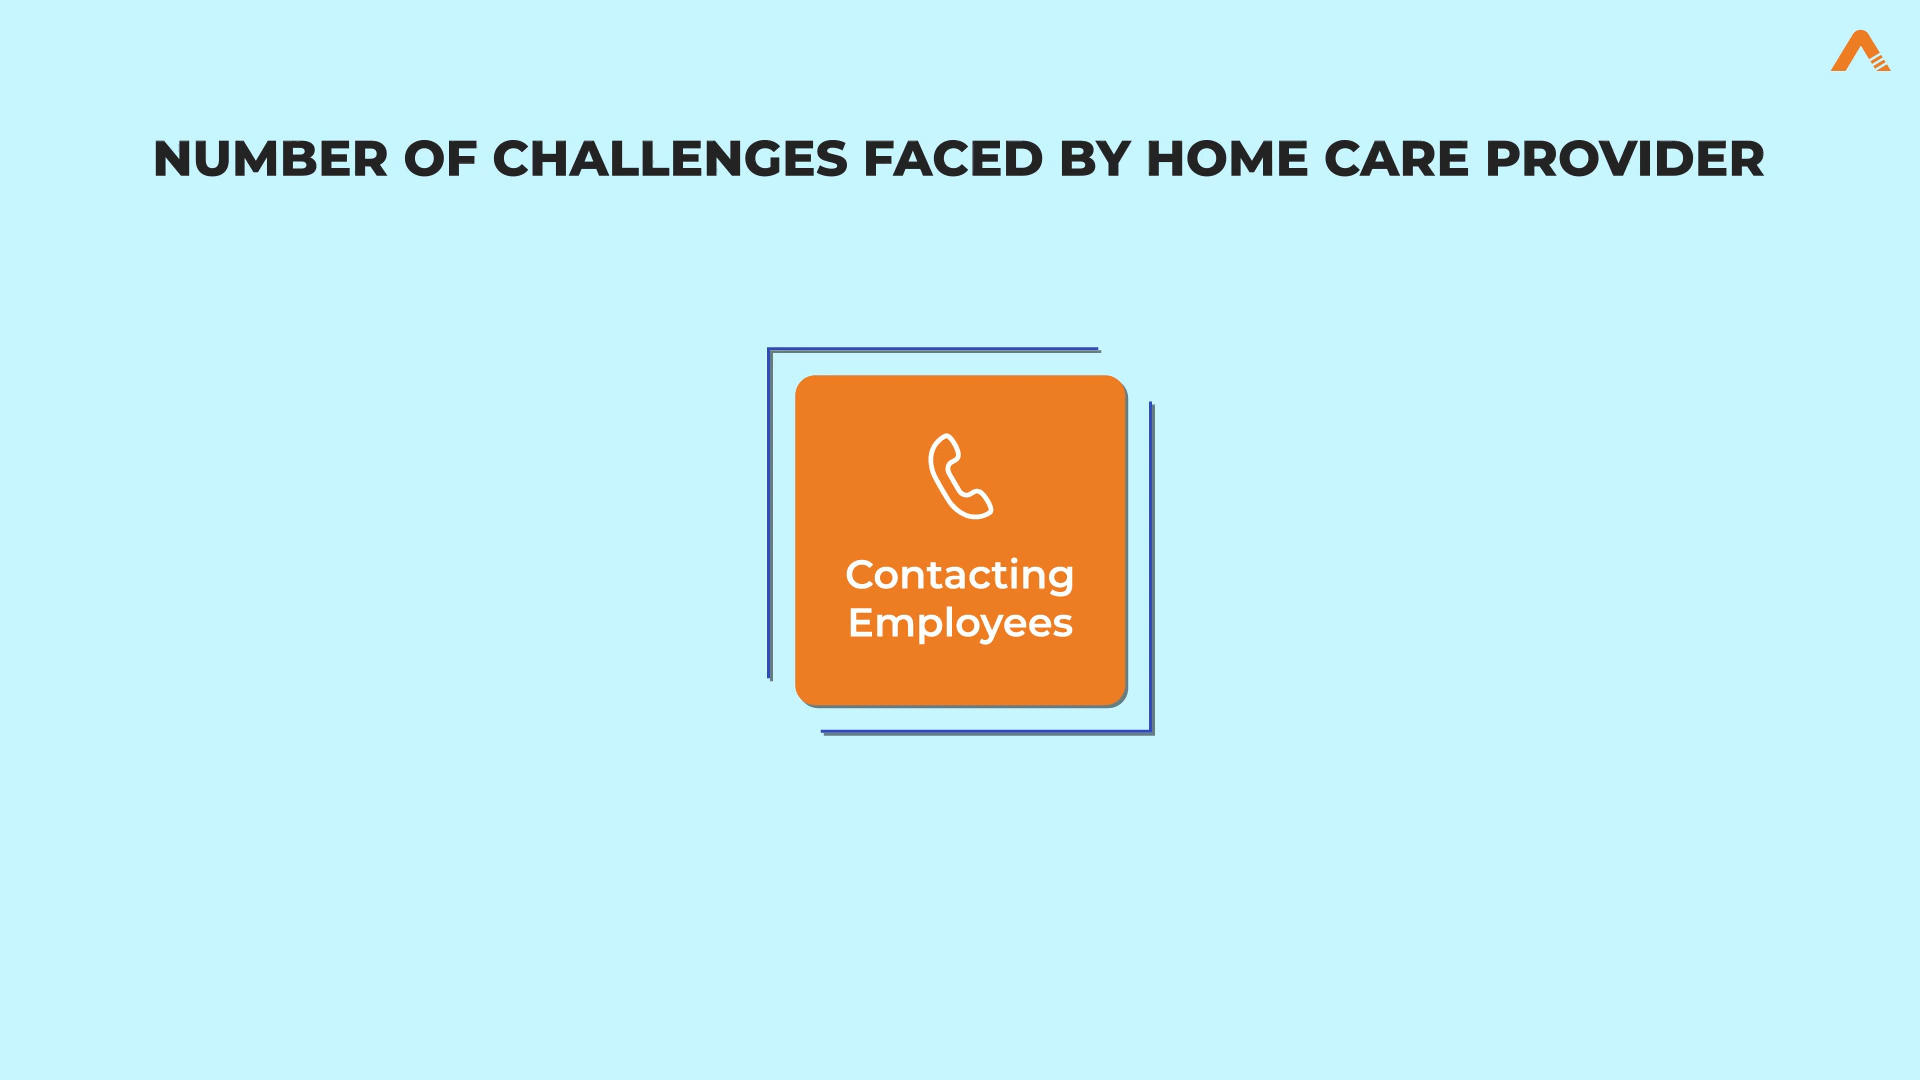 NUMBER OF CHALLENGES FACED BY HOME CARE PROVIDER
Contacting
Employees